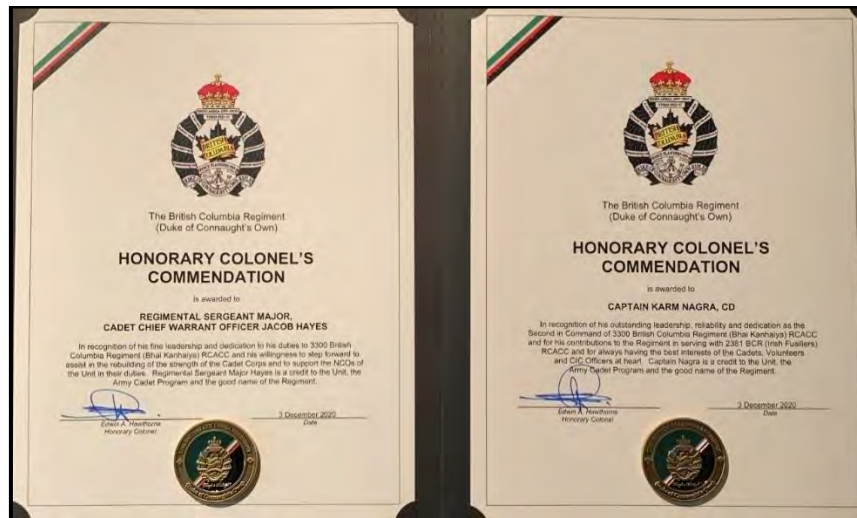 BRITISH
COLUMBIA
The British Columbia Regiment
(Duke of Connaught's Own)
HONORARY COLONEL'S
COMMENDATION
is awarded to
REGIMENTAL SERGEANT MAJOR,
CADET CHIEF WARRANT OFFICER JACOB HAYES
In recognition of his fine leadership and dedication to his duties to 3300 British
Columbia Regiment (Bhai Kanhaiya) RCACC and his willingness to step forward to
assist in the rebuilding of the strength of the Cadet Corps and to support the NCOs of
the Unit in their duties. Regimental Sergeant Major Hayes is a credit to the Unit, the
Army Cadet Program and the good name of the Regiment.
Edwin A. Hawthorne
Honorary Colonel
3 December 2020
Date
BRITISH
COLUMBIA
The British Columbia Regiment
(Duke of Connaught's Own)
HONORARY COLONEL'S
COMMENDATION
is awarded to
CAPTAIN KARM NAGRA, CD
In recognition of his outstanding leadership, reliability and dedication as the
Second in Command of 3300 British Columbia Regiment (Bhai Kanhaiya) RCACC
and for his contributions to the Regiment in serving with 2381 BCR (Irish Fusiliers)
RCACC and for always having the best interests of the Cadets, Volunteers
and CIC Officers at heart. Captain Nagra is a credit to the Unit, the
Army Cadet Program and the good name of the Regiment.
Edwin A. Hawthorne
Honorary Colonel
3 December 2020
Date